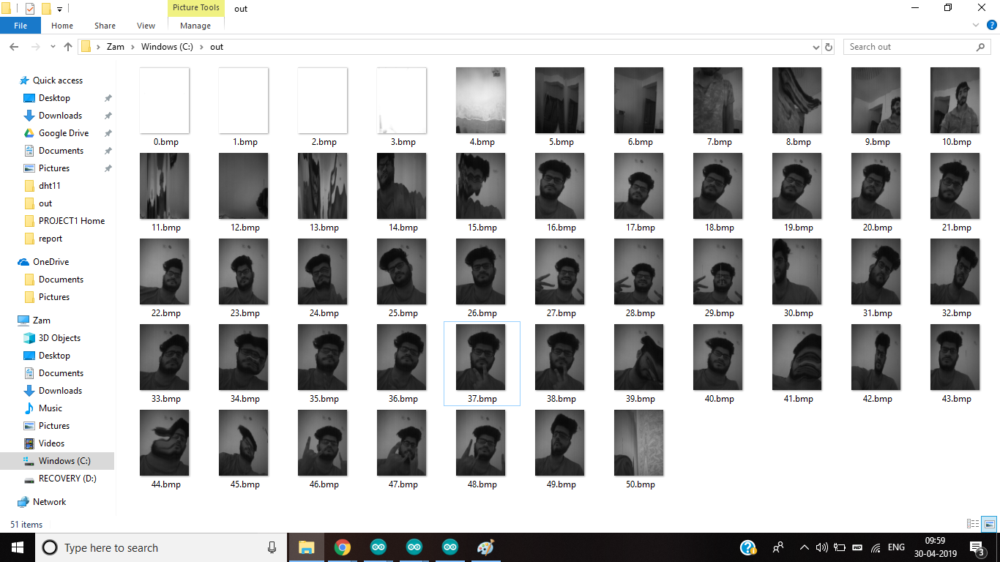 Picture Tools
out
File
Home
Share
View
Manage
Zam
Windows (C:)
out
Search out
Quick access
Desktop
Downloads
Google Drive
Documents
Pictures
dht11
out
PROJECT1 Home
report
OneDrive
Documents
Pictures
Zam
3D Objects
Desktop
Documents
Downloads
Music
Pictures
Videos
Windows (C:)
RECOVERY (D:)
Network
0.bmp 1.bmp 2.bmp 3.bmp 4.bmp 5.bmp 6.bmp 7.bmp 8.bmp 9.bmp 10.bmp
11.bmp 12.bmp 13.bmp 14.bmp 15.bmp 16.bmp 17.bmp 18.bmp 19.bmp 20.bmp 21.bmp
22.bmp 23.bmp 24.bmp 25.bmp 26.bmp 27.bmp 28.bmp 29.bmp 30.bmp 31.bmp 32.bmp
33.bmp 34.bmp 35.bmp 36.bmp 37.bmp 38.bmp 39.bmp 40.bmp 41.bmp 42.bmp 43.bmp
44.bmp 45.bmp 46.bmp 47.bmp 48.bmp 49.bmp 50.bmp
51 items
Type here to search
ENG
09:59
30-04-2019
3